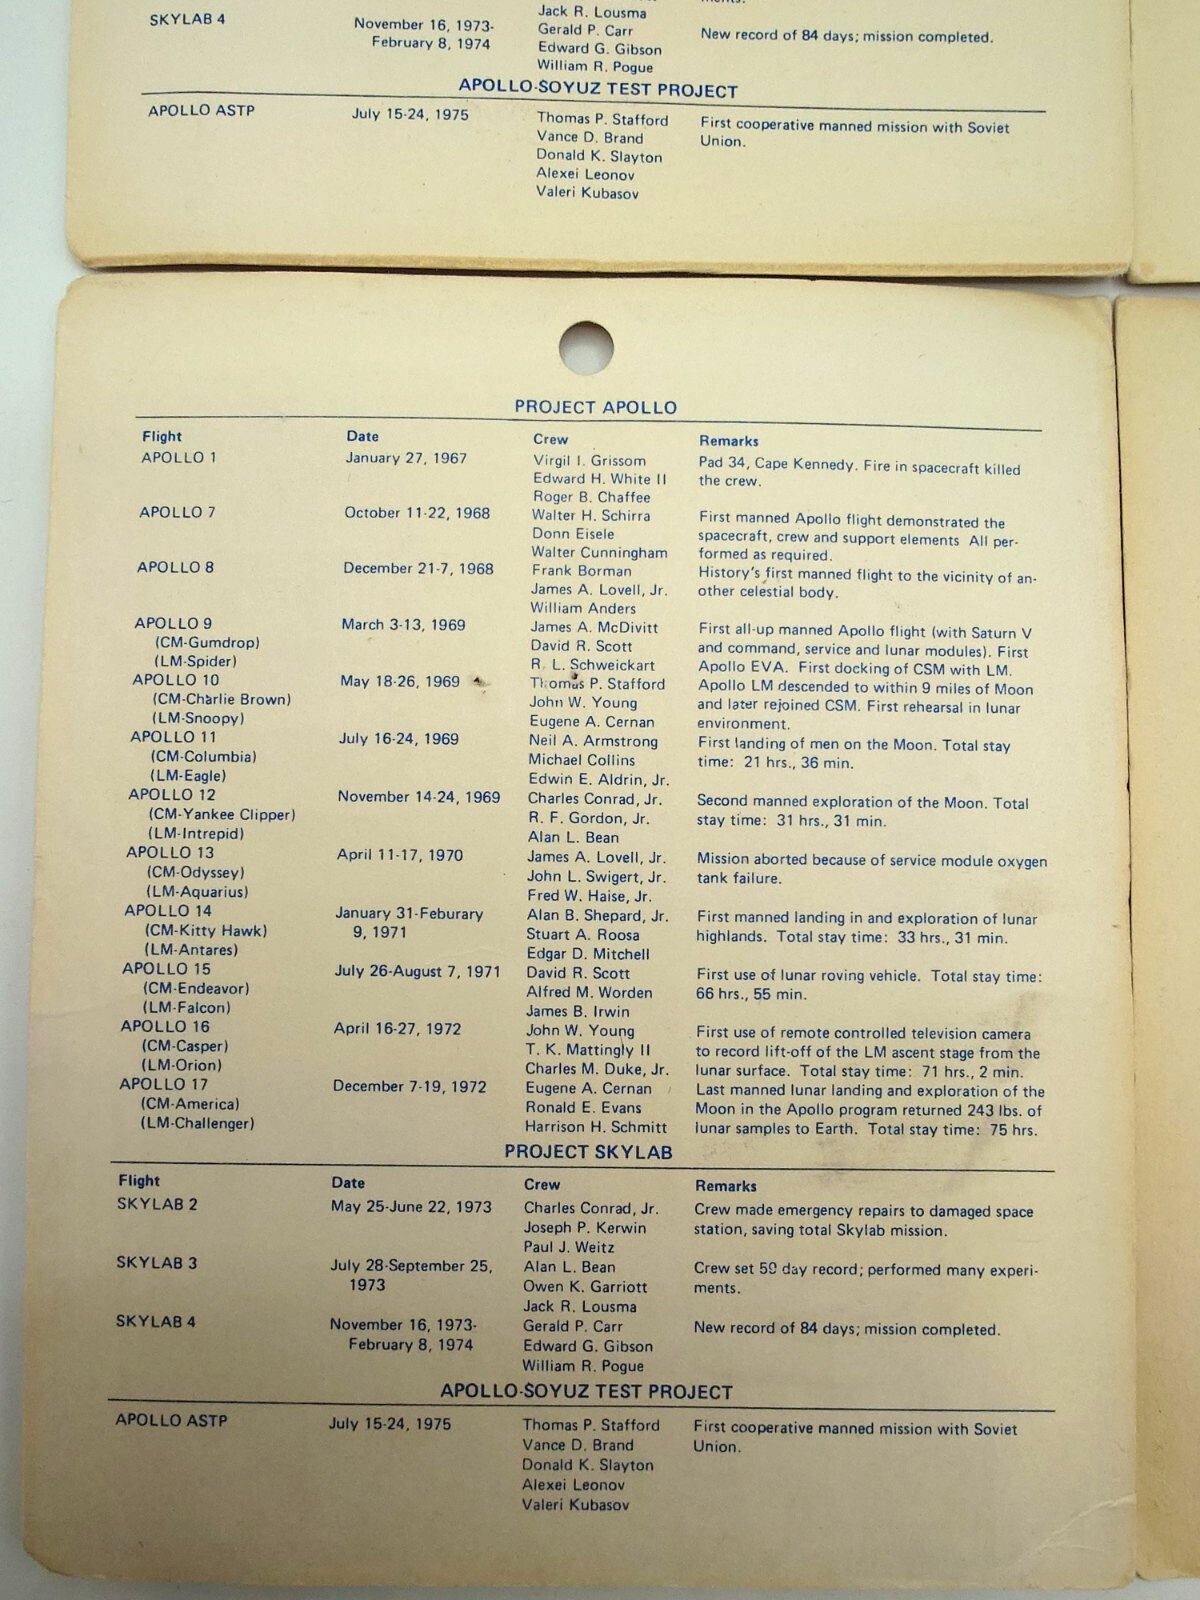 ments.
Jack R. Lousma
SKYLAB 4 November 16, 1973- Gerald P. Carr New record of 84 days; mission completed.
February 8, 1974 Edward G. Gibson
William R. Pogue
APOLLO-SOYUZ TEST PROJECT
APOLLO ASTP July 15-24, 1975 Thomas P. Stafford First cooperative manned mission with Soviet
Vance D. Brand Union.
Donald K. Slayton
Alexei Leonov
Valeri Kubasov
PROJECT APOLLO
Flight Date Crew Remarks
APOLLO 1 January 27, 1967 Virgil I. Grissom Pad 34, Cape Kennedy. Fire in spacecraft killed
Edward H. White II the crew.
Roger B. Chaffee
APOLLO 7 October 11-22, 1968 Walter H. Schirra First manned Apollo flight demonstrated the
Donn Eisele spacecraft, crew and support elements All per-
Walter Cunningham formed as required.
APOLLO 8 December 21-7, 1968 Frank Borman History's first manned flight to the vicinity of an-
James A. Lovell, Jr. other celestial body.
William Anders
APOLLO 9 March 3-13, 1969 James A. McDivitt First all-up manned Apollo flight (with Saturn V
(CM-Gumdrop) David R. Scott and command, service and lunar modules). First
(LM-Spider) R. L. Schweickart Apollo EVA. First docking of CSM with LM.
APOLLO 10 May 18-26, 1969 Thomas P. Stafford Apollo LM descended to within 9 miles of Moon
(CM-Charlie Brown) John W. Young and later rejoined CSM. First rehearsal in lunar
(LM-Snoopy) Eugene A. Cernan environment.
APOLLO 11 July 16-24, 1969 Neil A. Armstrong First landing of men on the Moon. Total stay
(CM-Columbia) Michael Collins time: 21 hrs., 36 min.
(LM-Eagle) Edwin E. Aldrin, Jr.
APOLLO 12 November 14-24, 1969 Charles Conrad, Jr. Second manned exploration of the Moon. Total
(CM-Yankee Clipper) R. F. Gordon, Jr. stay time: 31 hrs., 31 min.
(LM-Intrepid) Alan L. Bean
APOLLO 13 April 11-17, 1970 James A. Lovell, Jr. Mission aborted because of service module oxygen
(CM-Odyssey) John L. Swigert, Jr. tank failure.
(LM-Aquarius) Fred W. Haise, Jr.
APOLLO 14 January 31-Feburary Alan B. Shepard, Jr. First manned landing in and exploration of lunar
(CM-Kitty Hawk) 9, 1971 Stuart A. Roosa highlands. Total stay time: 33 hrs., 31 min.
(LM-Antares) Edgar D. Mitchell
APOLLO 15 July 26-August 7, 1971 David R. Scott First use of lunar roving vehicle. Total stay time:
(CM-Endeavor) Alfred M. Worden 66 hrs., 55 min.
(LM-Falcon) James B. Irwin
APOLLO 16 April 16-27, 1972 John W. Young First use of remote controlled television camera
(CM-Casper) T. K. Mattingly II to record lift-off of the LM ascent stage from the
(LM-Orion) Charles M. Duke, Jr. lunar surface. Total stay time: 71 hrs., 2 min.
APOLLO 17 December 7-19, 1972 Eugene A. Cernan Last manned lunar landing and exploration of the
(CM-America) Ronald E. Evans Moon in the Apollo program returned 243 lbs. of
(LM-Challenger) Harrison H. Schmitt lunar samples to Earth. Total stay time: 75 hrs.
PROJECT SKYLAB
Flight Date Crew Remarks
SKYLAB 2 May 25-June 22, 1973 Charles Conrad, Jr. Crew made emergency repairs to damaged space
Joseph P. Kerwin station, saving total Skylab mission.
Paul J. Weitz
SKYLAB 3 July 28-September 25, Alan L. Bean Crew set 59 day record; performed many experi-
1973 Owen K. Garriott ments.
Jack R. Lousma
SKYLAB 4 November 16, 1973- Gerald P. Carr New record of 84 days; mission completed.
February 8, 1974 Edward G. Gibson
William R. Pogue
APOLLO-SOYUZ TEST PROJECT
APOLLO ASTP July 15-24, 1975 Thomas P. Stafford First cooperative manned mission with Soviet
Vance D. Brand Union.
Donald K. Slayton
Alexei Leonov
Valeri Kubasov